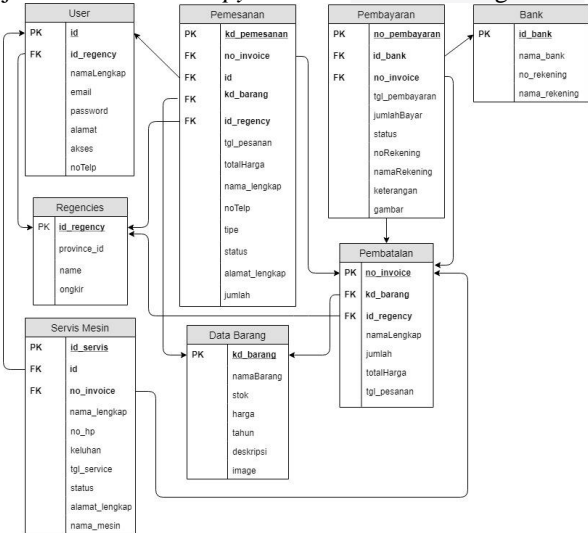 User
PK id
FK id_regency
namaLengkap
email
password
alamat
akses
noTelp
Pemesanan
PK kd_pemesanan
FK no_invoice
FK id
FK kd_barang
FK id_regency
tgl_pesanan
totalHarga
nama_lengkap
noTelp
tipe
status
alamat_lengkap
jumlah
Pembayaran
PK no_pembayaran
FK id_bank
FK no_invoice
tgl_pembayaran
jumlahBayar
status
noRekening
namaRekening
keterangan
gambar
Bank
PK id_bank
nama_bank
no_rekening
nama_rekening
Regencies
PK id_regency
province_id
name
ongkir
Pembatalan
PK no_invoice
FK kd_barang
FK id_regency
namaLengkap
jumlah
totalHarga
tgl_pesanan
Servis Mesin
PK id_servis
FK id
FK no_invoice
nama_lengkap
no_hp
keluhan
tgl_service
status
alamat_lengkap
nama_mesin
Data Barang
PK kd_barang
namaBarang
stok
harga
tahun
deskripsi
image